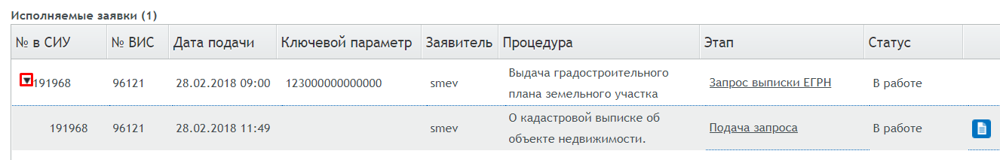 Исполняемые заявки (1)
№ в СИУ № ВИС Дата подачи Ключевой параметр Заявитель Процедура Этап Статус
191968 96121 28.02.2018 09:00 123000000000000 smev Выдача градостроительного плана земельного участка Запрос выписки ЕГРН В работе
191968 96121 28.02.2018 11:49 smev О кадастровой выписке об объекте недвижимости. Подача запроса В работе